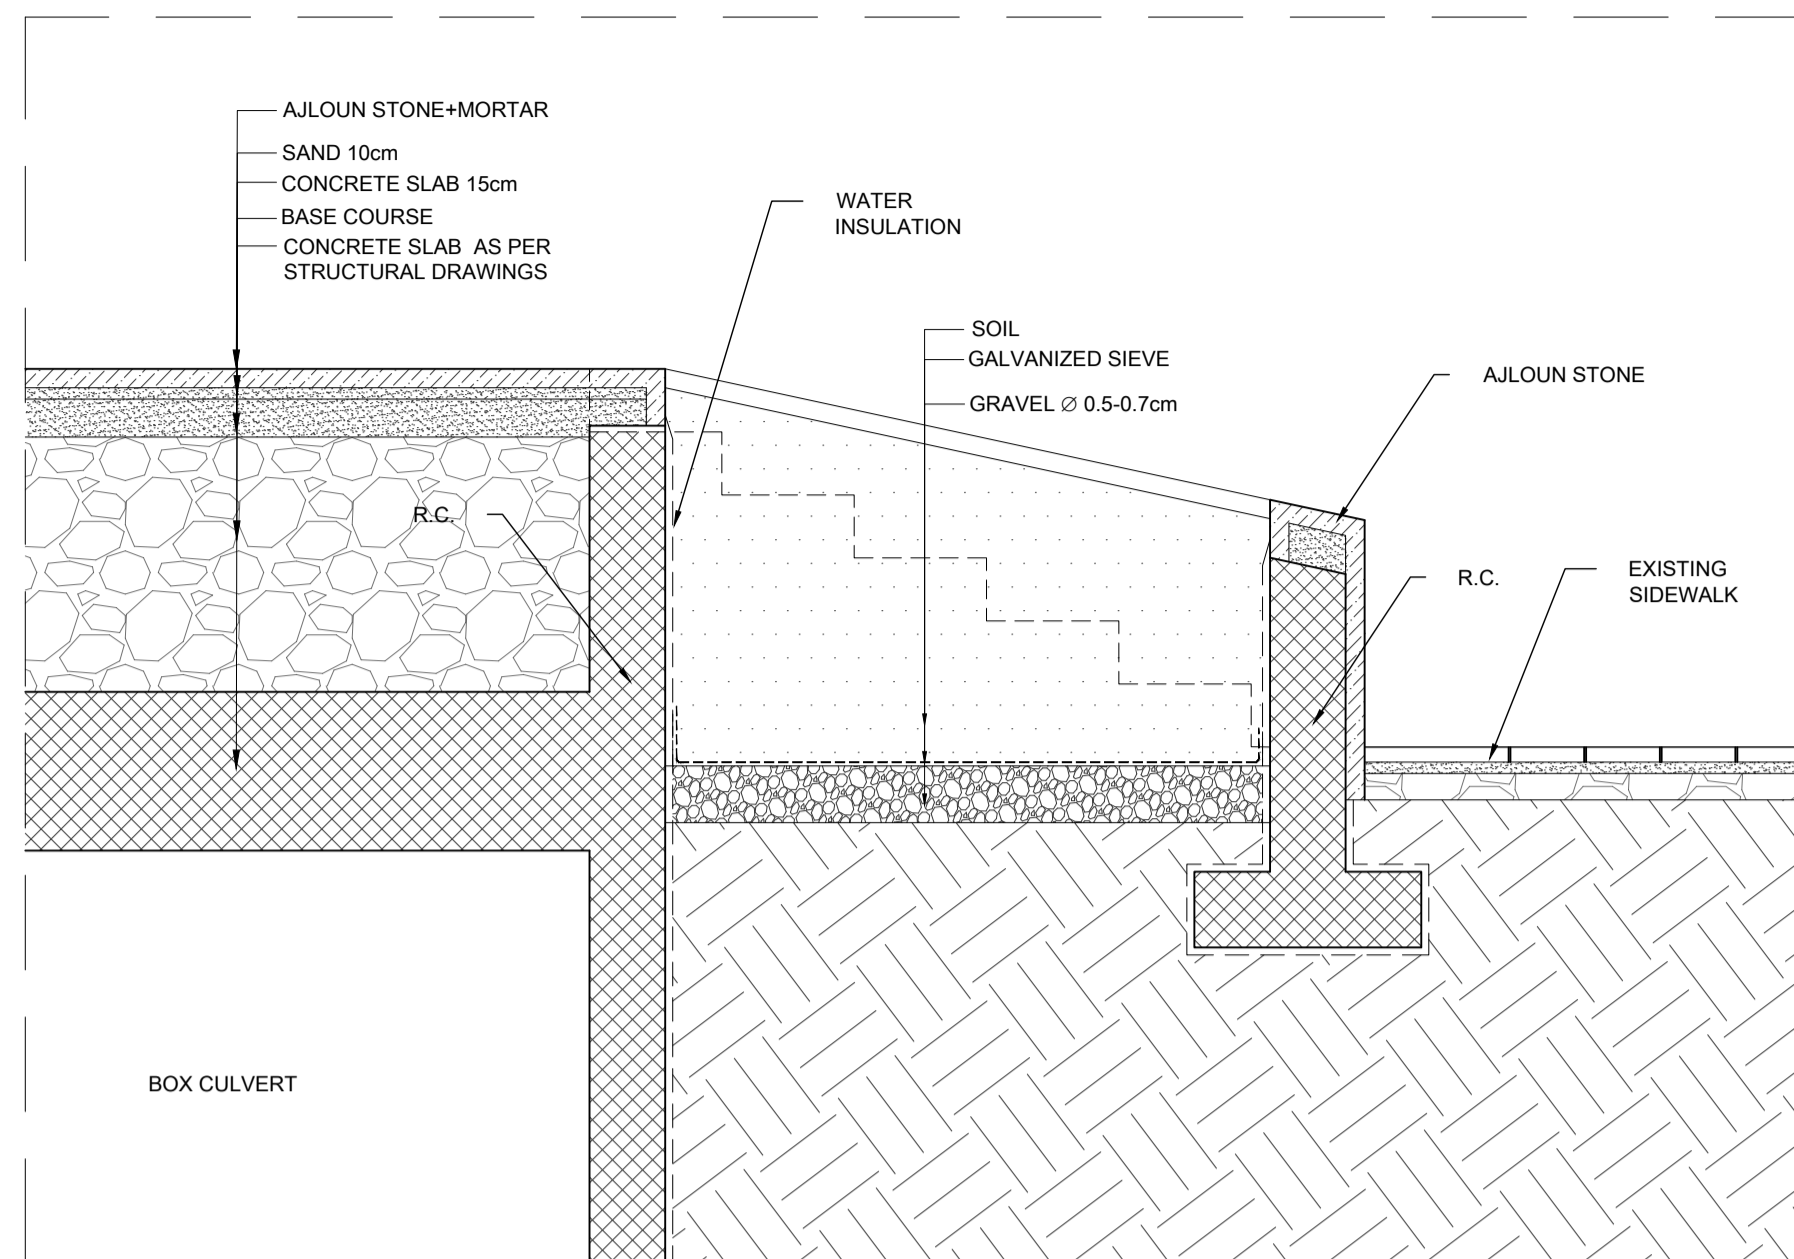 AJLOUN STONE+MORTAR
SAND 10cm
CONCRETE SLAB 15cm
BASE COURSE
CONCRETE SLAB AS PER
STRUCTURAL DRAWINGS
WATER
INSULATION
SOIL
GALVANIZED SIEVE
GRAVEL ∅ 0.5-0.7cm
AJLOUN STONE
R.C.
R.C.
EXISTING
SIDEWALK
BOX CULVERT